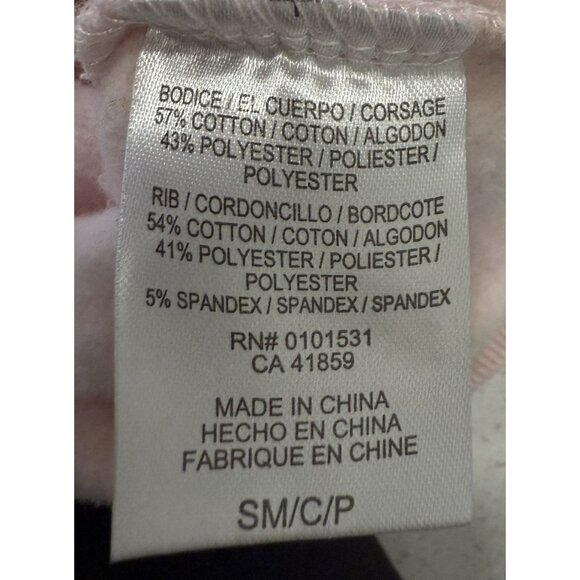 BODICE / EL CUERPO / CORSAGE
57% COTTON / COTON / ALGODON
43% POLYESTER / POLIESTER /
POLYESTER
RIB / CORDONCILLO / BORDCOTE
54% COTTON / COTON / ALGODON
41% POLYESTER / POLIESTER /
POLYESTER
5% SPANDEX / SPANDEX / SPANDEX
RN# 0101531
CA 41859
MADE IN CHINA
HECHO EN CHINA
FABRIQUE EN CHINE
SM/C/P